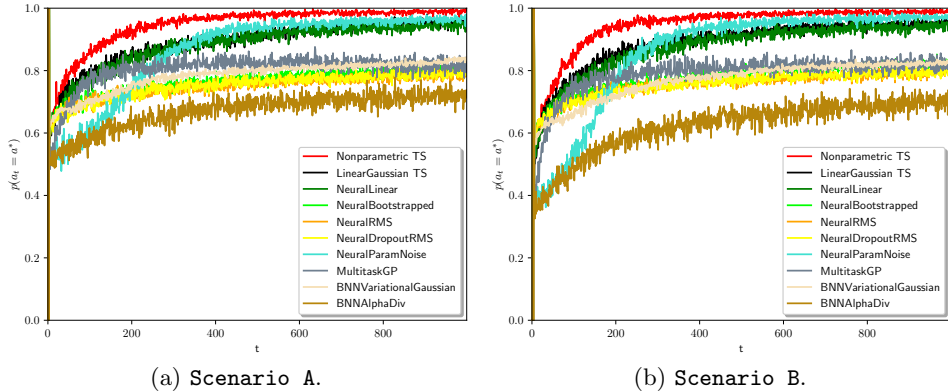 1.0
0.8
0.6
0.4
0.2
0.0
p(a_t = a*)
0
200
400
600
800
t
Nonparametric TS
LinearGaussian TS
NeuralLinear
NeuralBootstrapped
NeuralRMS
NeuralDropoutRMS
NeuralParamNoise
MultitaskGP
BNNVariationalGaussian
BNNAlphaDiv
(a) Scenario A.
1.0
0.8
0.6
0.4
0.2
0.0
p(a_t = a*)
0
200
400
600
800
t
Nonparametric TS
LinearGaussian TS
NeuralLinear
NeuralBootstrapped
NeuralRMS
NeuralDropoutRMS
NeuralParamNoise
MultitaskGP
BNNVariationalGaussian
BNNAlphaDiv
(b) Scenario B.